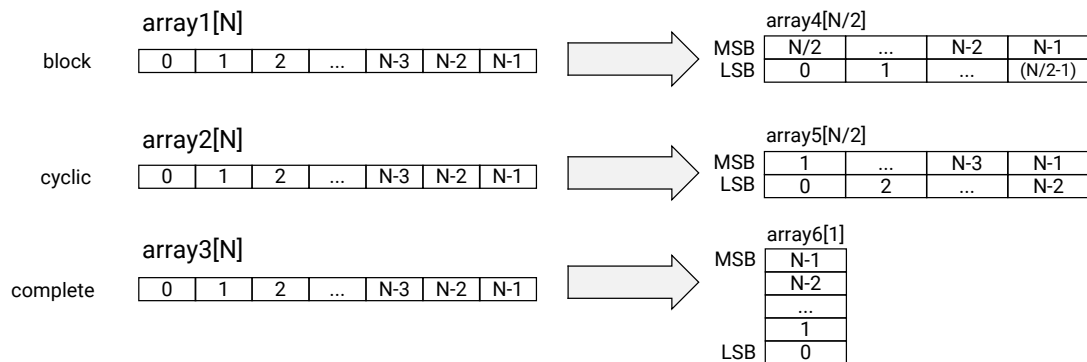 array1[N]
array4[N/2]
block
0 1 2 ... N-3 N-2 N-1
MSB N/2 ... N-2 N-1
LSB 0 1 ... (N/2-1)
array2[N]
array5[N/2]
cyclic
0 1 2 ... N-3 N-2 N-1
MSB 1 ... N-3 N-1
LSB 0 2 ... N-2
array3[N]
array6[1]
complete
0 1 2 ... N-3 N-2 N-1
MSB N-1
N-2
...
1
LSB 0